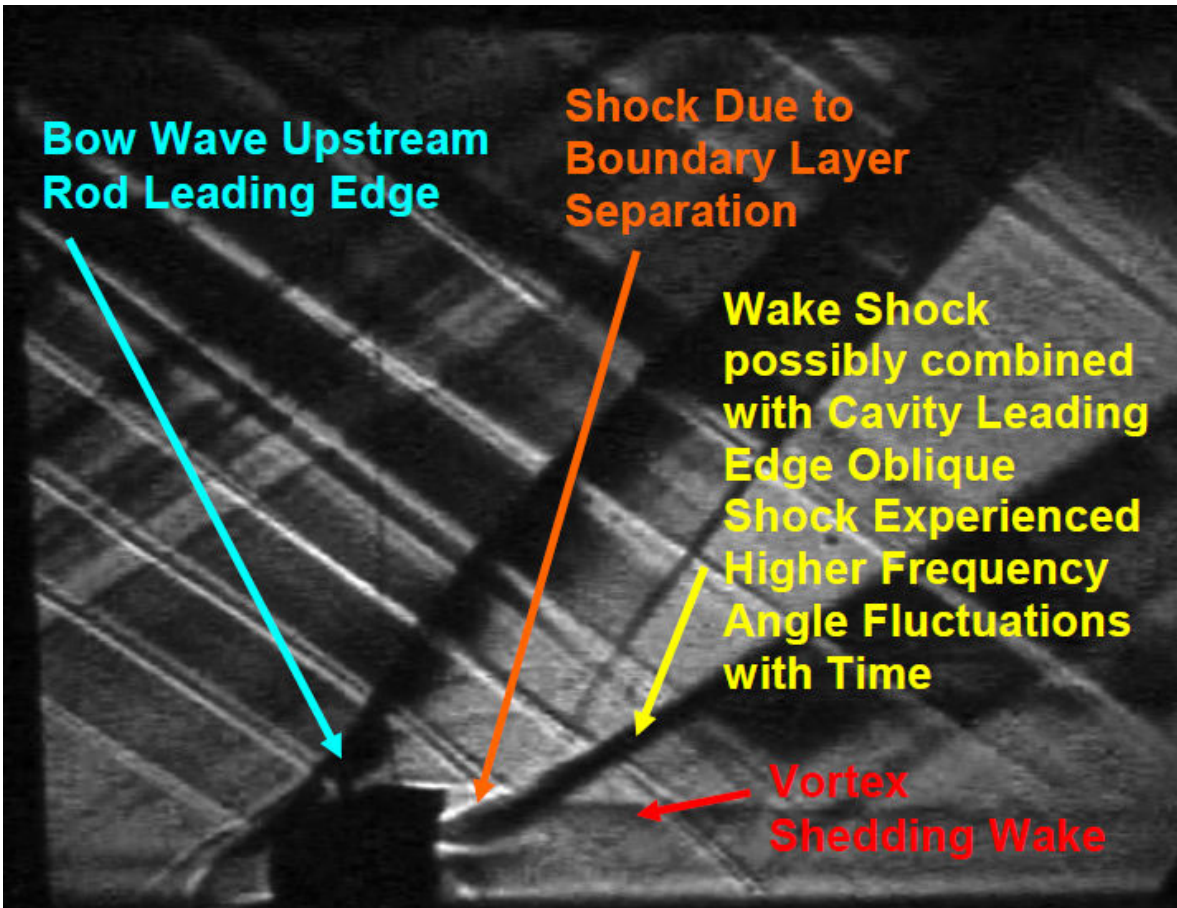 Bow Wave Upstream
Rod Leading Edge
Shock Due to
Boundary Layer
Separation
Wake Shock
possibly combined
with Cavity Leading
Edge Oblique
Shock Experienced
Higher Frequency
Angle Fluctuations
with Time
Vortex
Shedding Wake